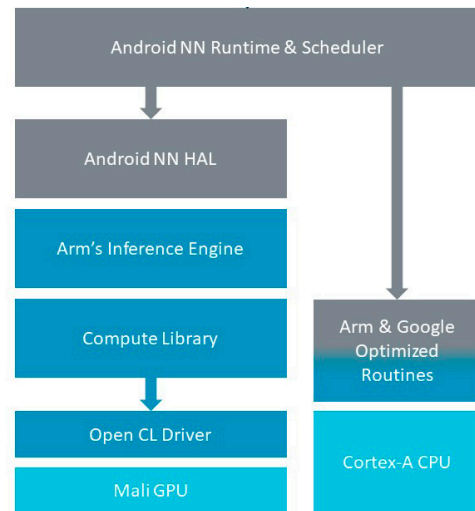 Android NN Runtime & Scheduler
Android NN HAL
Arm's Inference Engine
Compute Library
Arm & Google
Optimized
Routines
Open CL Driver
Cortex-A CPU
Mali GPU